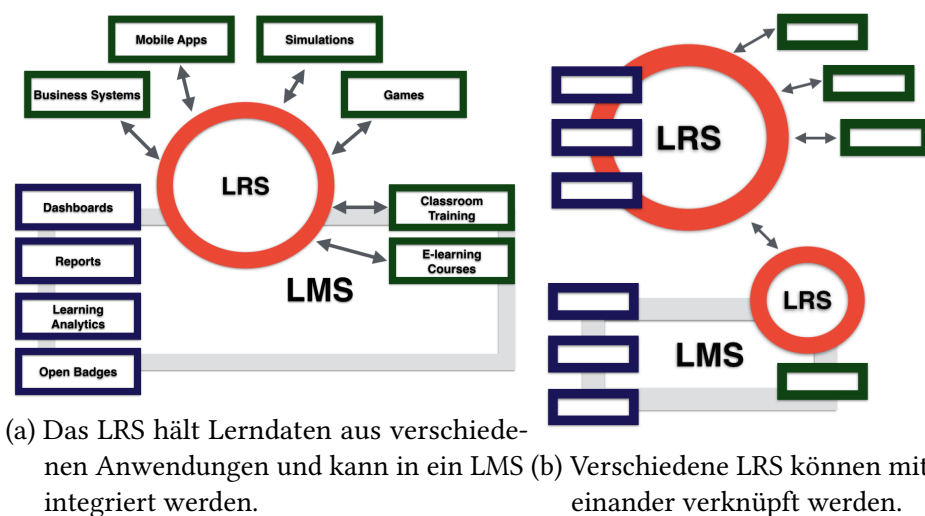 Mobile Apps
Simulations
Business Systems
Games
LRS
Dashboards
Classroom
Training
Reports
E-learning
Courses
LMS
Learning
Analytics
Open Badges
(a) Das LRS hält Lerndaten aus verschiede-
nen Anwendungen und kann in ein LMS
integriert werden.
LRS
LRS
LMS
(b) Verschiedene LRS können mit
einander verknüpft werden.